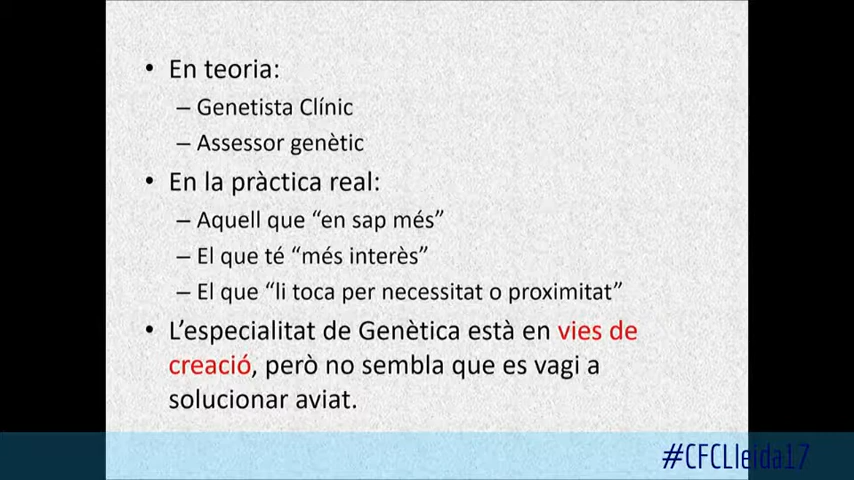 • En teoria:
– Genetista Clínic
– Assessor genètic
• En la pràctica real:
– Aquell que “en sap més”
– El que té “més interès”
– El que “li toca per necessitat o proximitat”
• L’especialitat de Genètica està en vies de
creació, però no sembla que es vagi a
solucionar aviat.
#CFCLleida17